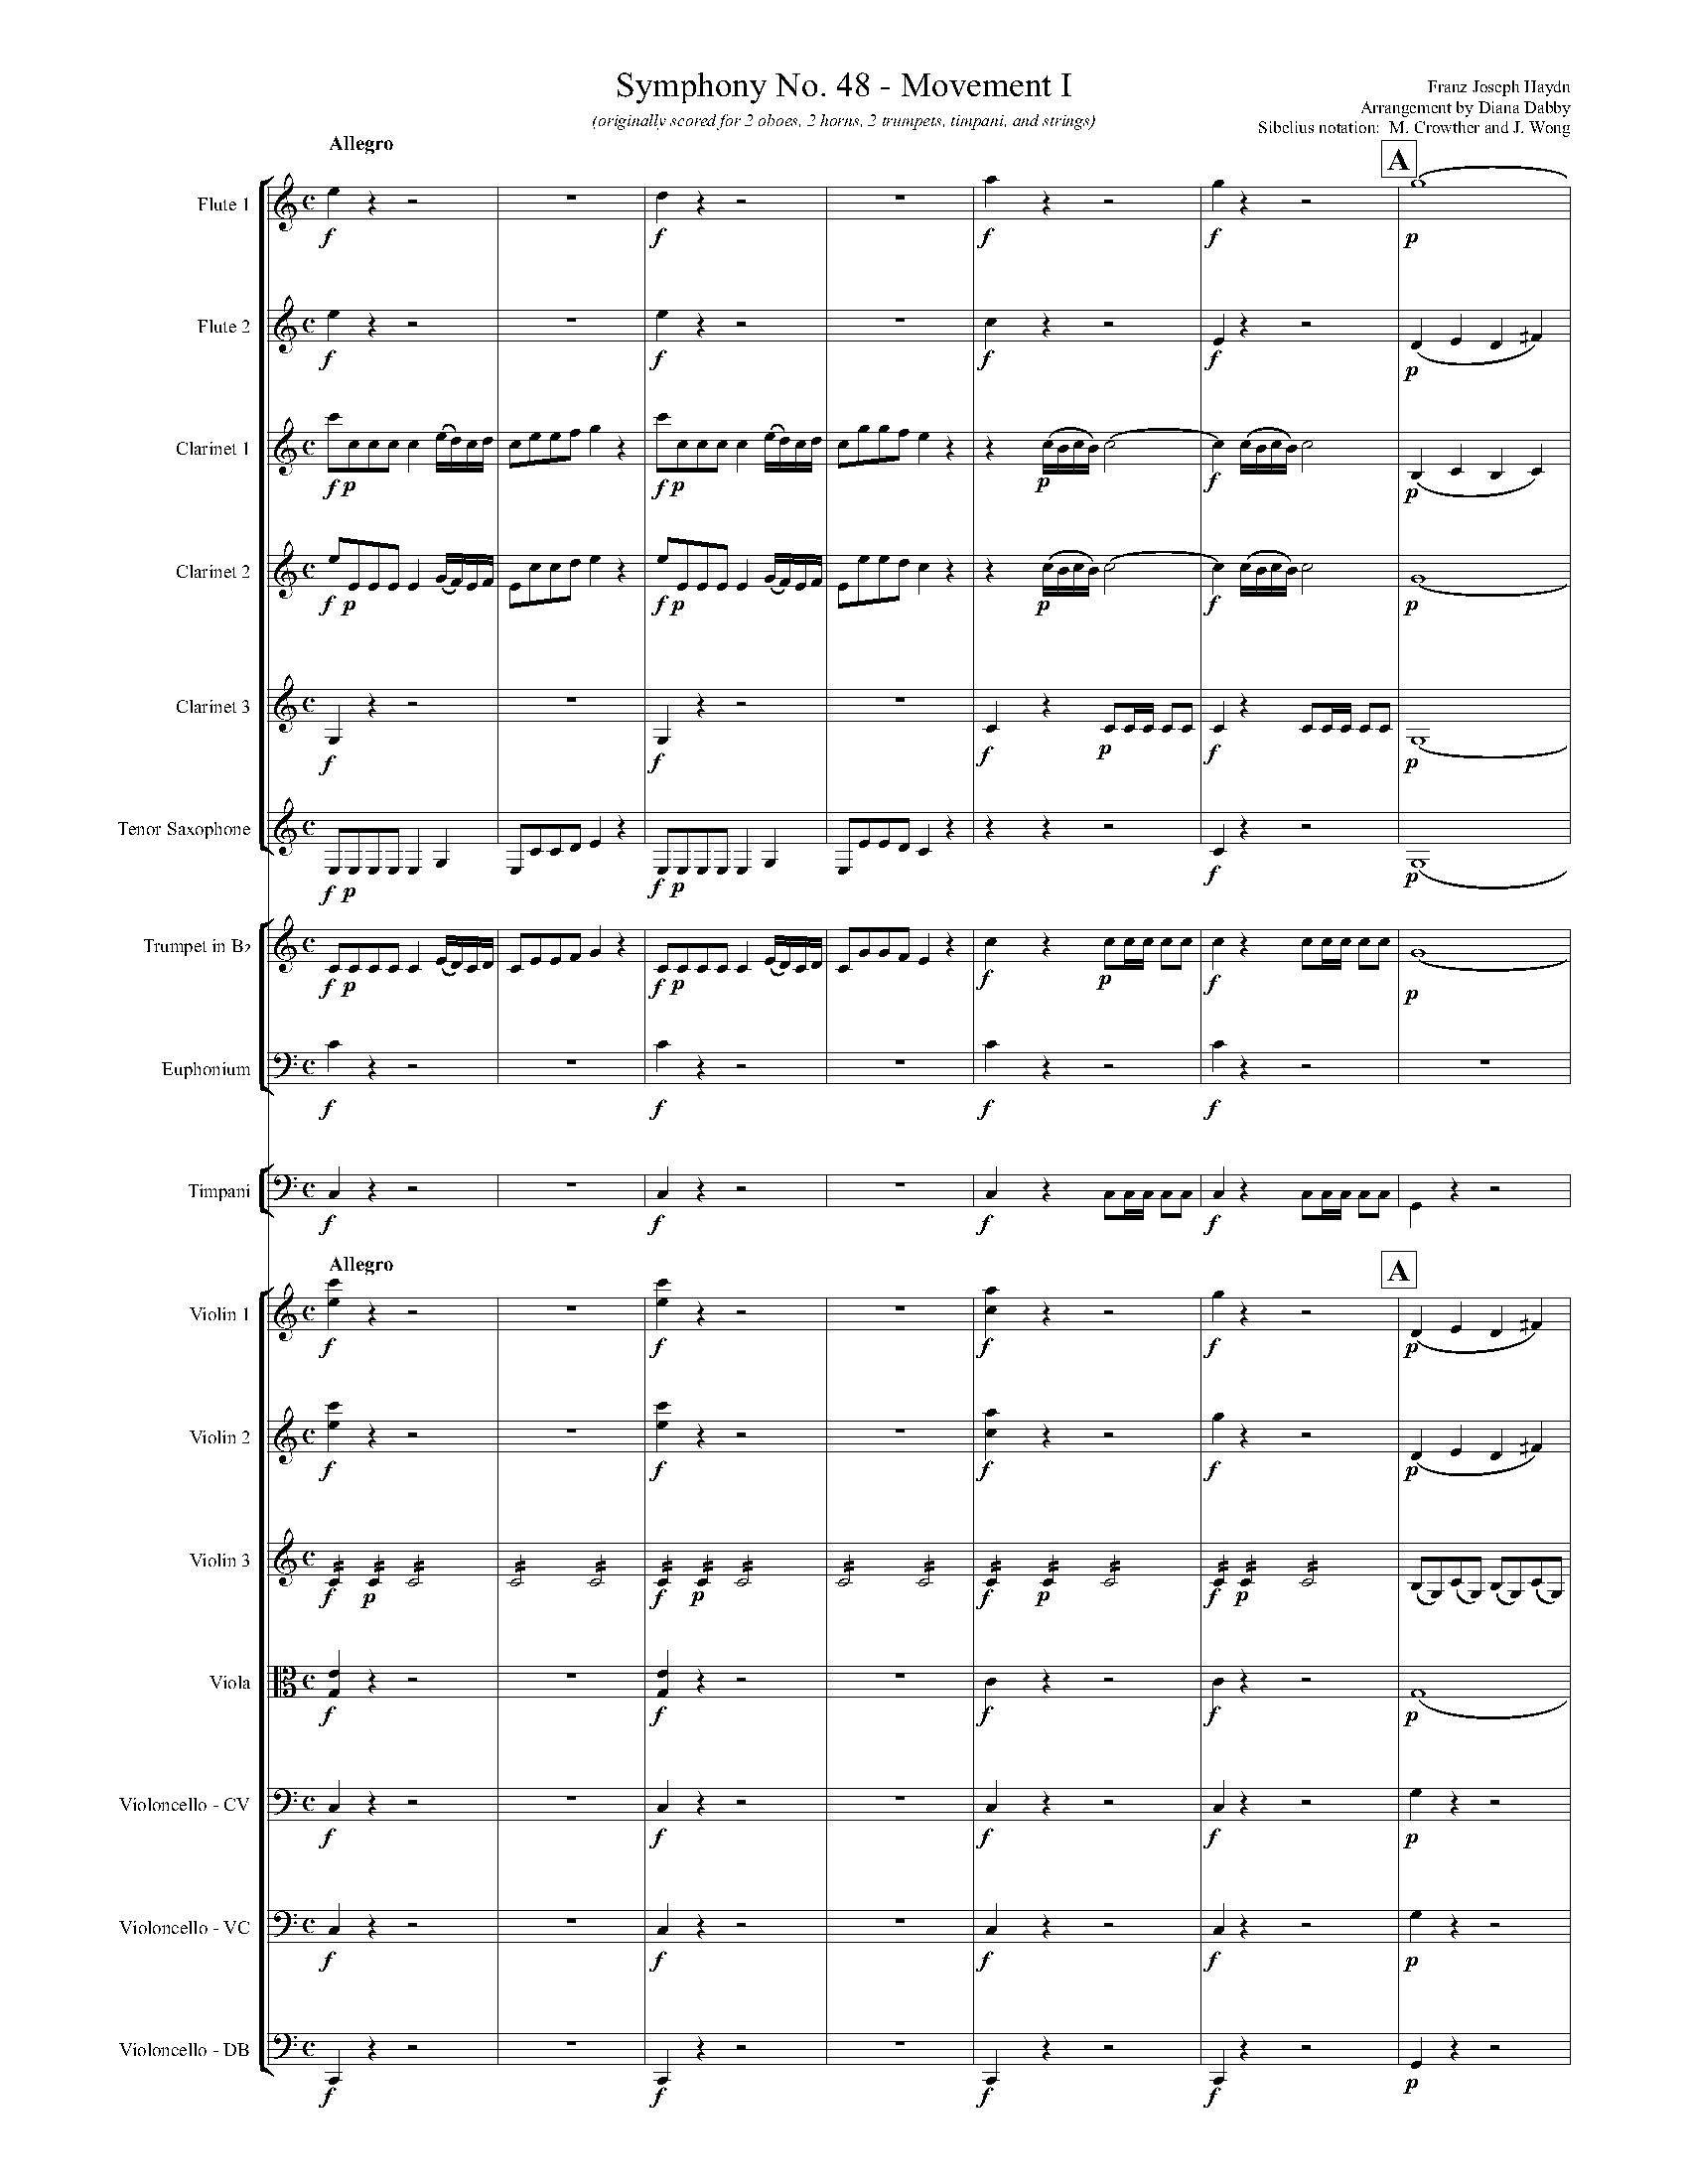 Symphony No. 48 - Movement I
(originally scored for 2 oboes, 2 horns, 2 trumpets, timpani, and strings)
Franz Joseph Haydn
Arrangement by Diana Dabby
Sibelius notation: M. Crowther and J. Wong
Allegro
A
Flute 1
f f f f p
Flute 2
f f f f p
Clarinet 1
f p f p p f p
Clarinet 2
f p f p p f p
Clarinet 3
f f f p f p
Tenor Saxophone
f p f p f p
Trumpet in B♭
f p f p f p f p
Euphonium
f f f f
Timpani
f f f f
Allegro
A
Violin 1
f f f f p
Violin 2
f f f f p
Violin 3
f p f p f p f p
Viola
f f f f p
Violoncello - CV
f f f f p
Violoncello - VC
f f f f p
Violoncello - DB
f f f f p